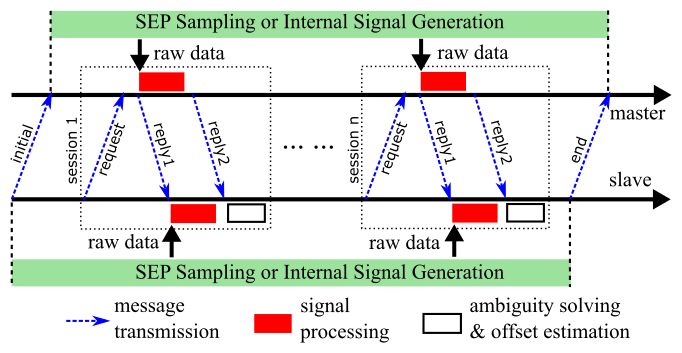 SEP Sampling or Internal Signal Generation
raw data
raw data
master
initial
session 1
request
reply1
reply2
... ...
session n
request
reply1
reply2
end
slave
raw data
raw data
SEP Sampling or Internal Signal Generation
message
transmission
signal
processing
ambiguity solving
& offset estimation